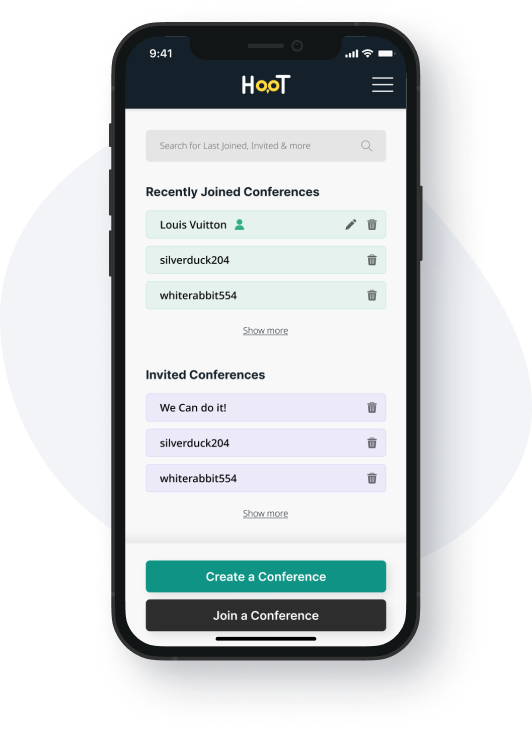 9:41
HOOT
Search for Last Joined, Invited & more
Recently Joined Conferences
Louis Vuitton
silverduck204
whiterabbit554
Show more
Invited Conferences
We Can do it!
silverduck204
whiterabbit554
Show more
Create a Conference
Join a Conference